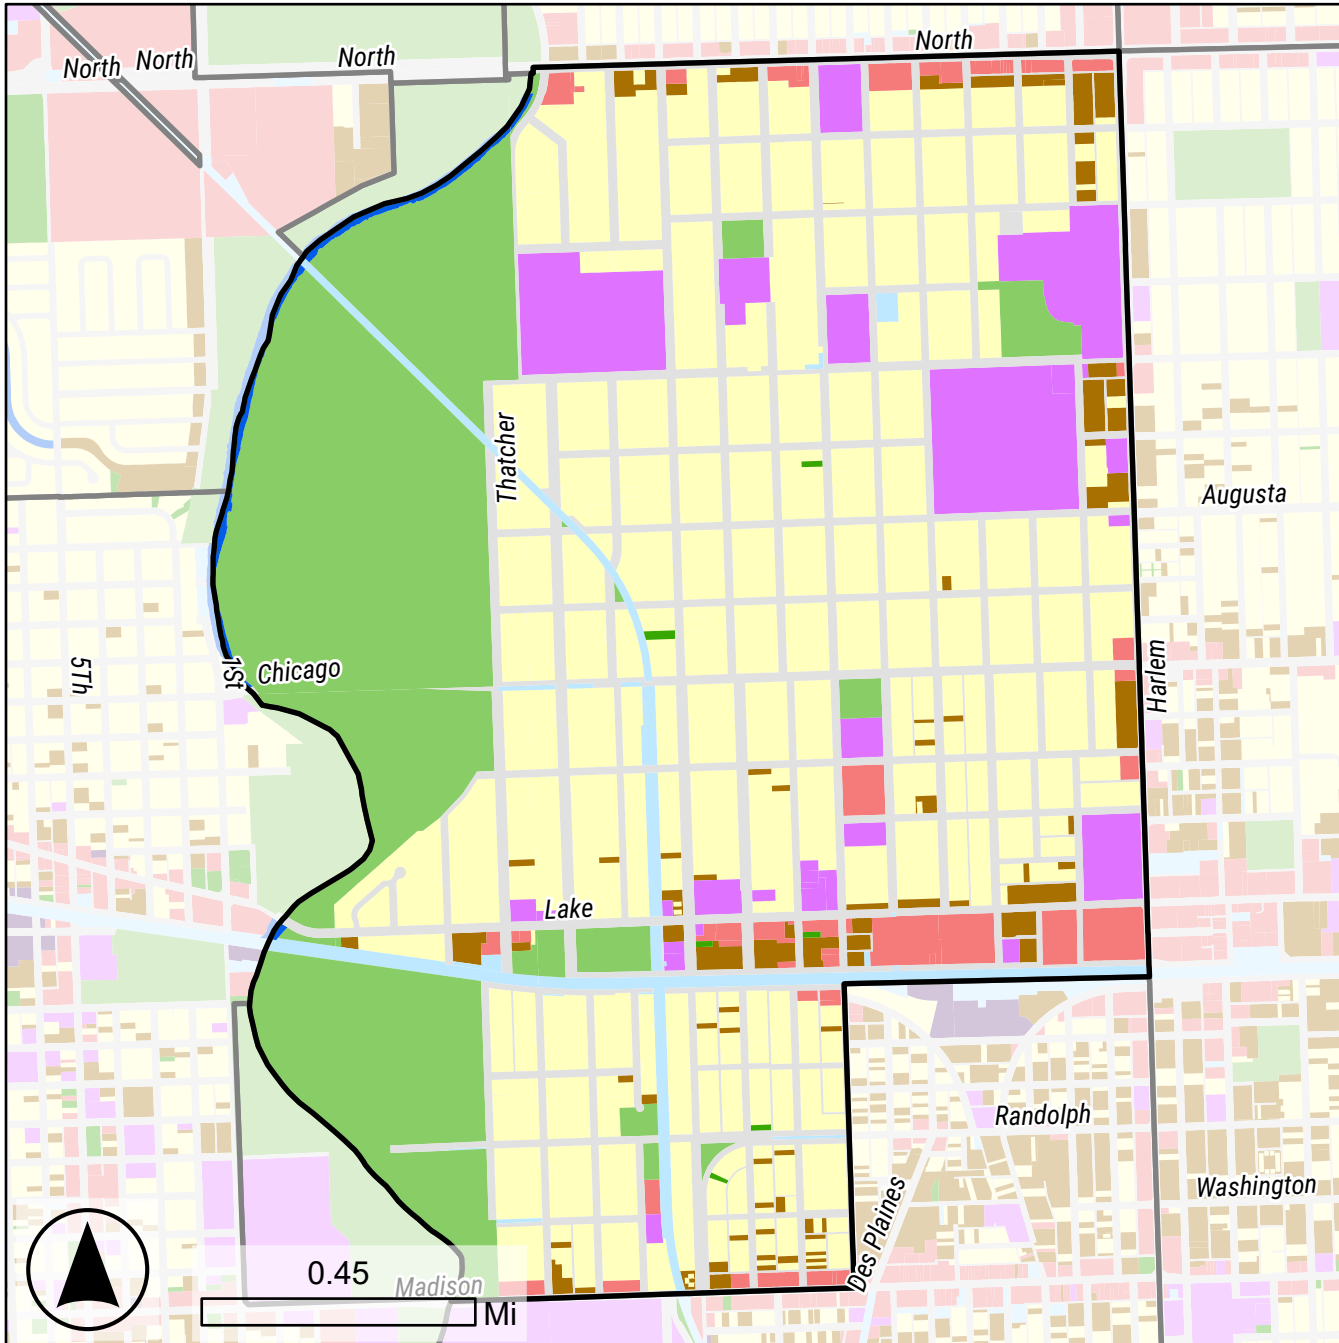 North
North
North
North
Thatcher
Augusta
Harlem
5Th
1St
Chicago
Lake
Randolph
Washington
Des Plaines
Madison
0.45
Mi